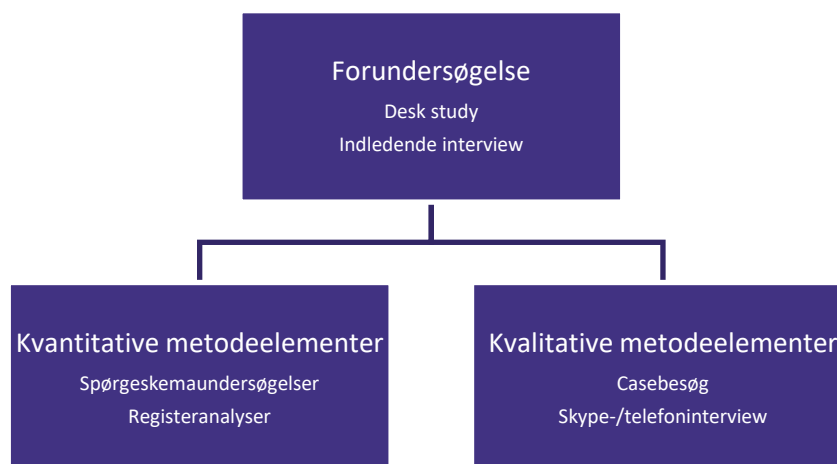 Forundersøgelse
Desk study
Indledende interview
Kvantitative metodeelementer
Spørgeskemaundersøgelser
Registeranalyser
Kvalitative metodeelementer
Casebesøg
Skype-/telefoninterview